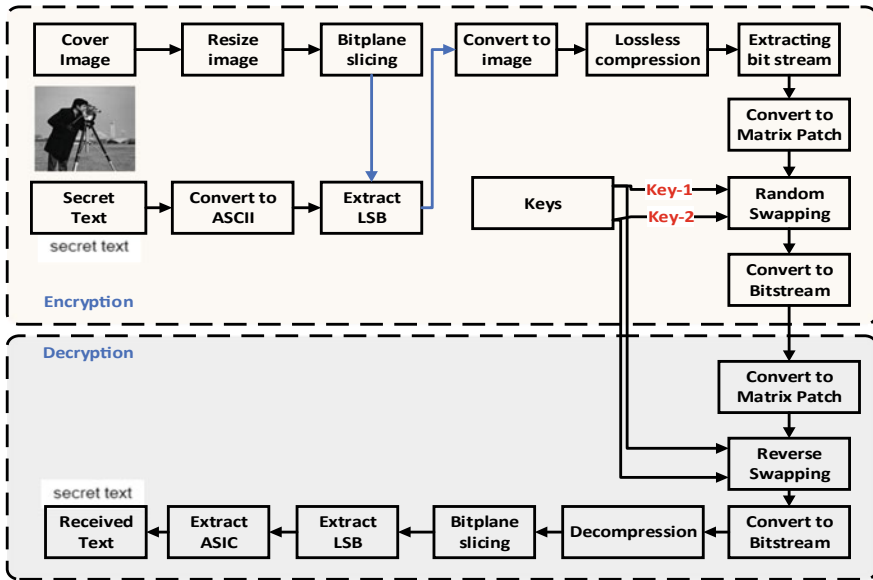 Cover
Image
Resize
image
Bitplane
slicing
Convert to
image
Lossless
compression
Extracting
bit stream
Convert to
Matrix Patch
Secret
Text
Convert to
ASCII
Extract
LSB
Keys
Key-1
Key-2
Random
Swapping
secret text
Convert to
Bitstream
Encryption
Decryption
Convert to
Matrix Patch
Reverse
Swapping
secret text
Received
Text
Extract
ASIC
Extract
LSB
Bitplane
slicing
Decompression
Convert to
Bitstream